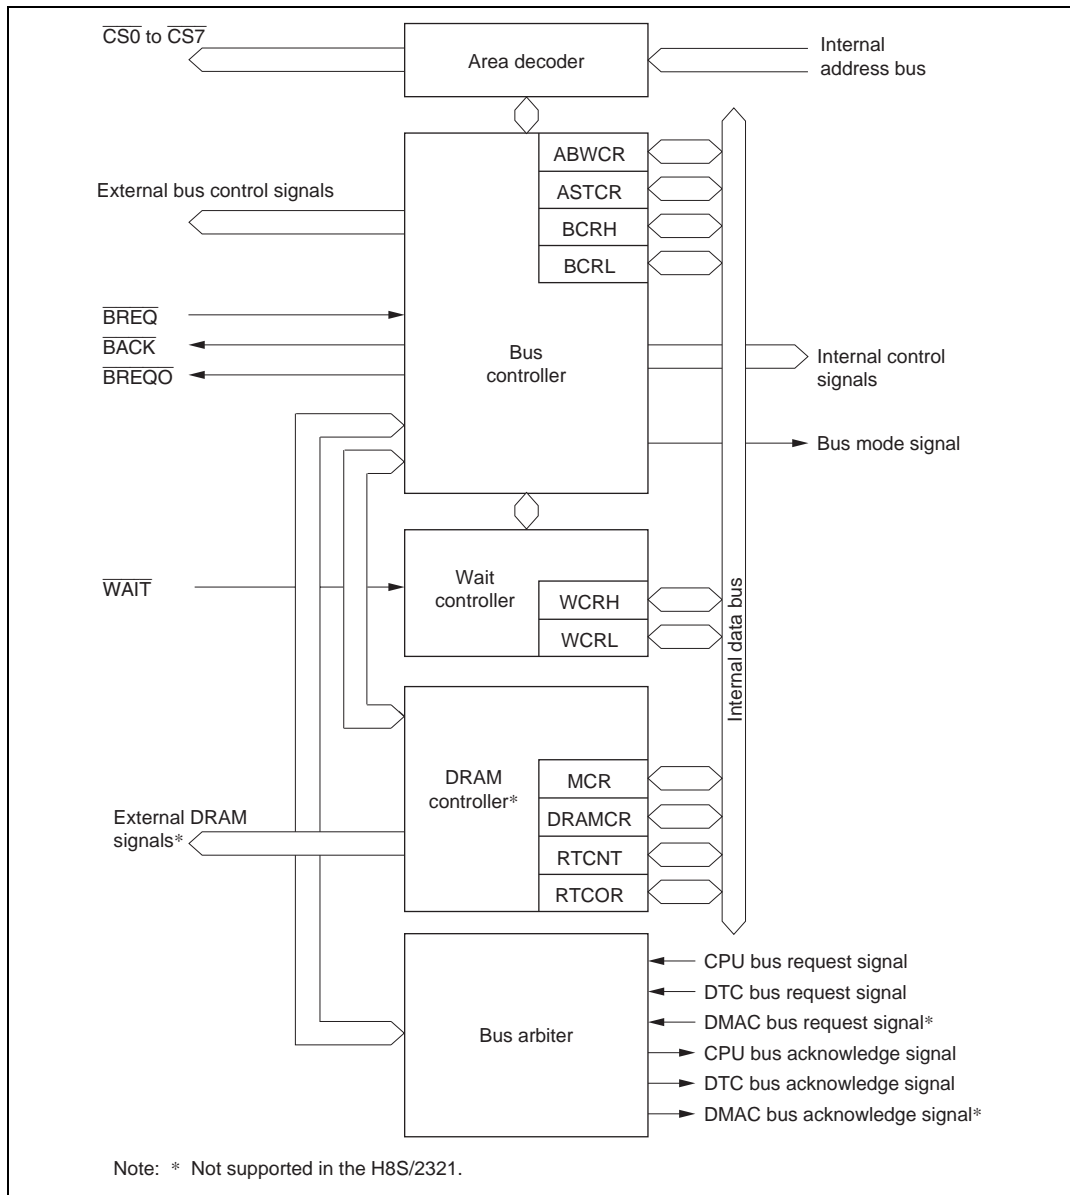 CS0 to CS7
Area decoder
Internal
address bus
ABWCR
ASTCR
BCRH
BCRL
External bus control signals
BREQ
BACK
BREQO
Bus
controller
Internal control
signals
Bus mode signal
WAIT
Wait
controller
WCRH
WCRL
Internal data bus
DRAM
controller*
MCR
DRAMCR
RTCNT
RTCOR
External DRAM
signals*
Bus arbiter
CPU bus request signal
DTC bus request signal
DMAC bus request signal*
CPU bus acknowledge signal
DTC bus acknowledge signal
DMAC bus acknowledge signal*
Note: * Not supported in the H8S/2321.